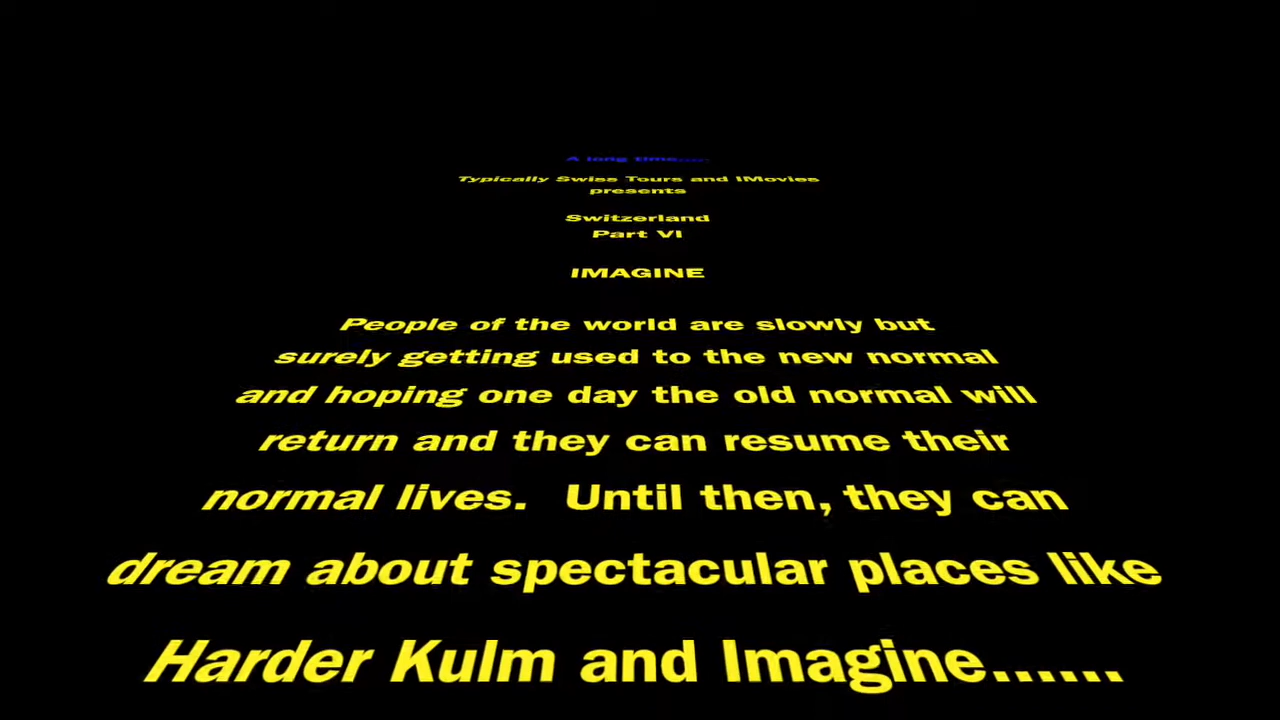 A long time.....
Typically Swiss Tours and IMovies
presents
Switzerland
Part VI
IMAGINE
People of the world are slowly but
surely getting used to the new normal
and hoping one day the old normal will
return and they can resume their
normal lives.  Until then, they can
dream about spectacular places like
Harder Kulm and Imagine......